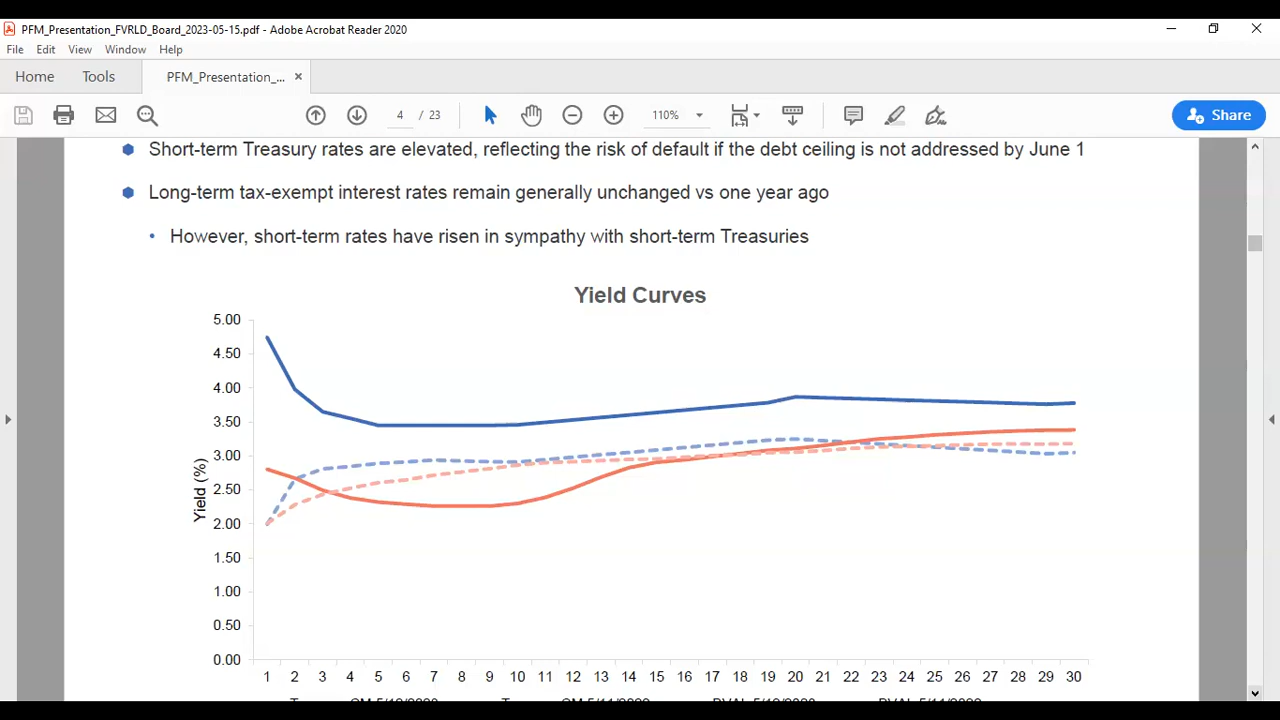 PFM_Presentation_FVRLD_Board_2023-05-15.pdf - Adobe Acrobat Reader 2020
File Edit View Window Help
Home Tools PFM_Presentation_... ×
4 / 23 110% Share
Short-term Treasury rates are elevated, reflecting the risk of default if the debt ceiling is not addressed by June 1
Long-term tax-exempt interest rates remain generally unchanged vs one year ago
However, short-term rates have risen in sympathy with short-term Treasuries
Yield Curves
Yield (%)
5.00
4.50
4.00
3.50
3.00
2.50
2.00
1.50
1.00
0.50
0.00
1 2 3 4 5 6 7 8 9 10 11 12 13 14 15 16 17 18 19 20 21 22 23 24 25 26 27 28 29 30